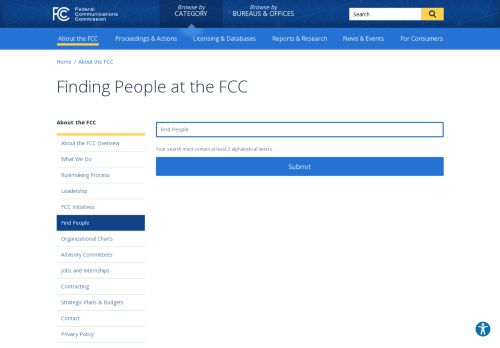 FCC
Federal
Communications
Commission
Browse by
CATEGORY
Browse by
BUREAUS & OFFICES
Search
About the FCC
Proceedings & Actions
Licensing & Databases
Reports & Research
News & Events
For Consumers
Home / About the FCC
Finding People at the FCC
About the FCC
About the FCC Overview
What We Do
Rulemaking Process
Leadership
FCC Initiatives
Find People
Organizational Charts
Advisory Committees
Jobs and Internships
Contracting
Strategic Plans & Budgets
Contact
Privacy Policy
Find People
Your search must contain at least 2 alphabetical letters
Submit